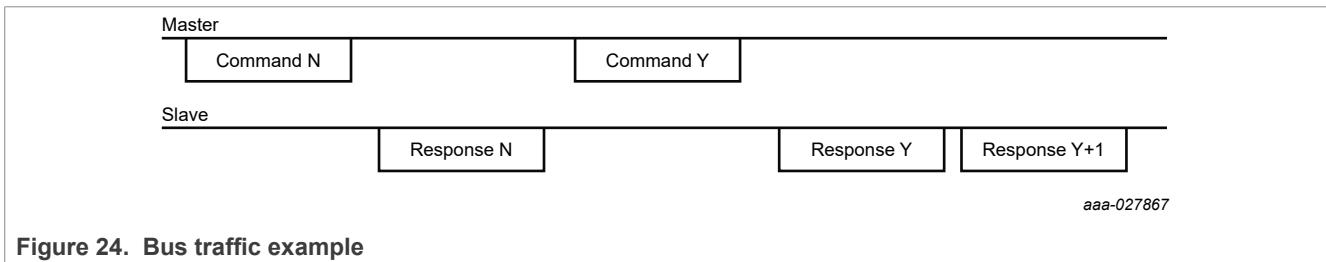 Master
Command N Command Y
Slave
Response N Response Y Response Y+1
aaa-027867
Figure 24. Bus traffic example